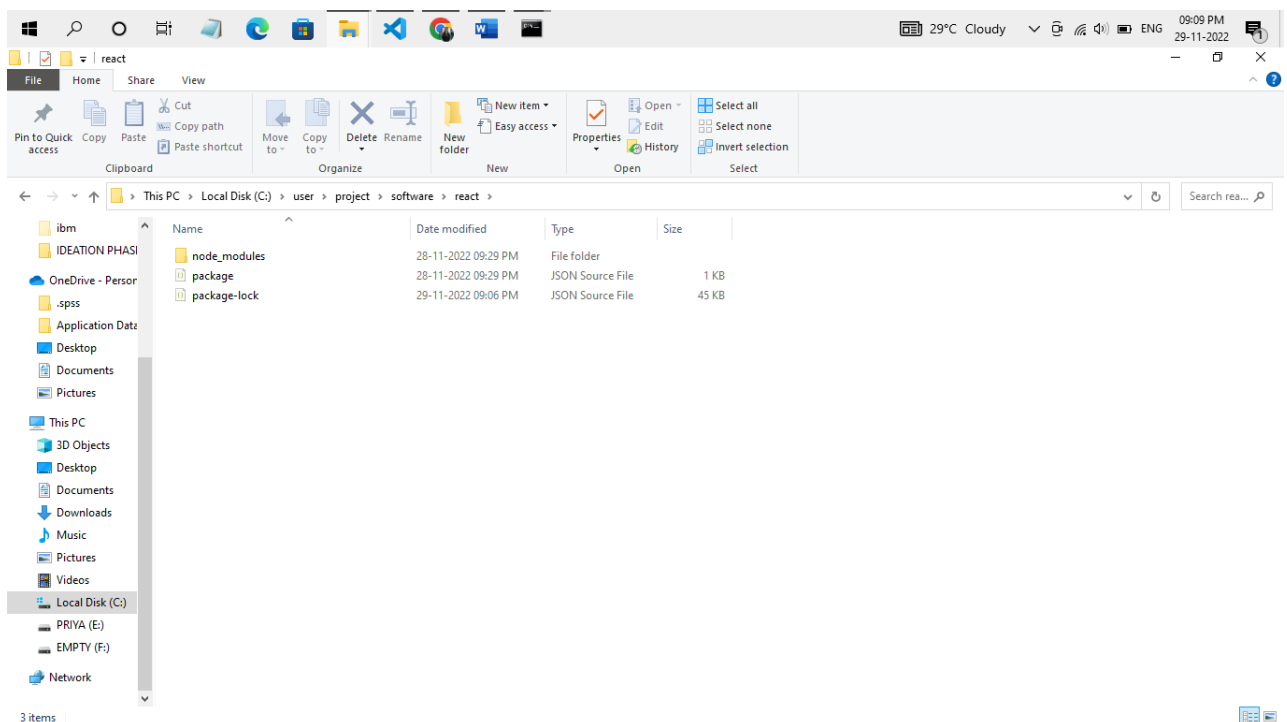 29°C Cloudy ENG 09:09 PM
29-11-2022 1
react
File Home Share View
Pin to Quick access Copy Paste Cut Copy path Paste shortcut Move to Copy to Delete Rename New folder New item Easy access Properties Open Edit History Select all Select none Invert selection
Clipboard Organize New Open Select
This PC > Local Disk (C:) > user > project > software > react > Search rea...
Name Date modified Type Size
node_modules 28-11-2022 09:29 PM File folder
package 28-11-2022 09:29 PM JSON Source File 1 KB
package-lock 29-11-2022 09:06 PM JSON Source File 45 KB
ibm
IDEATION PHASI
OneDrive - Person
.spss
Application Data
Desktop
Documents
Pictures
This PC
3D Objects
Desktop
Documents
Downloads
Music
Pictures
Videos
Local Disk (C:)
PRIYA (E:)
EMPTY (F:)
Network
3 items